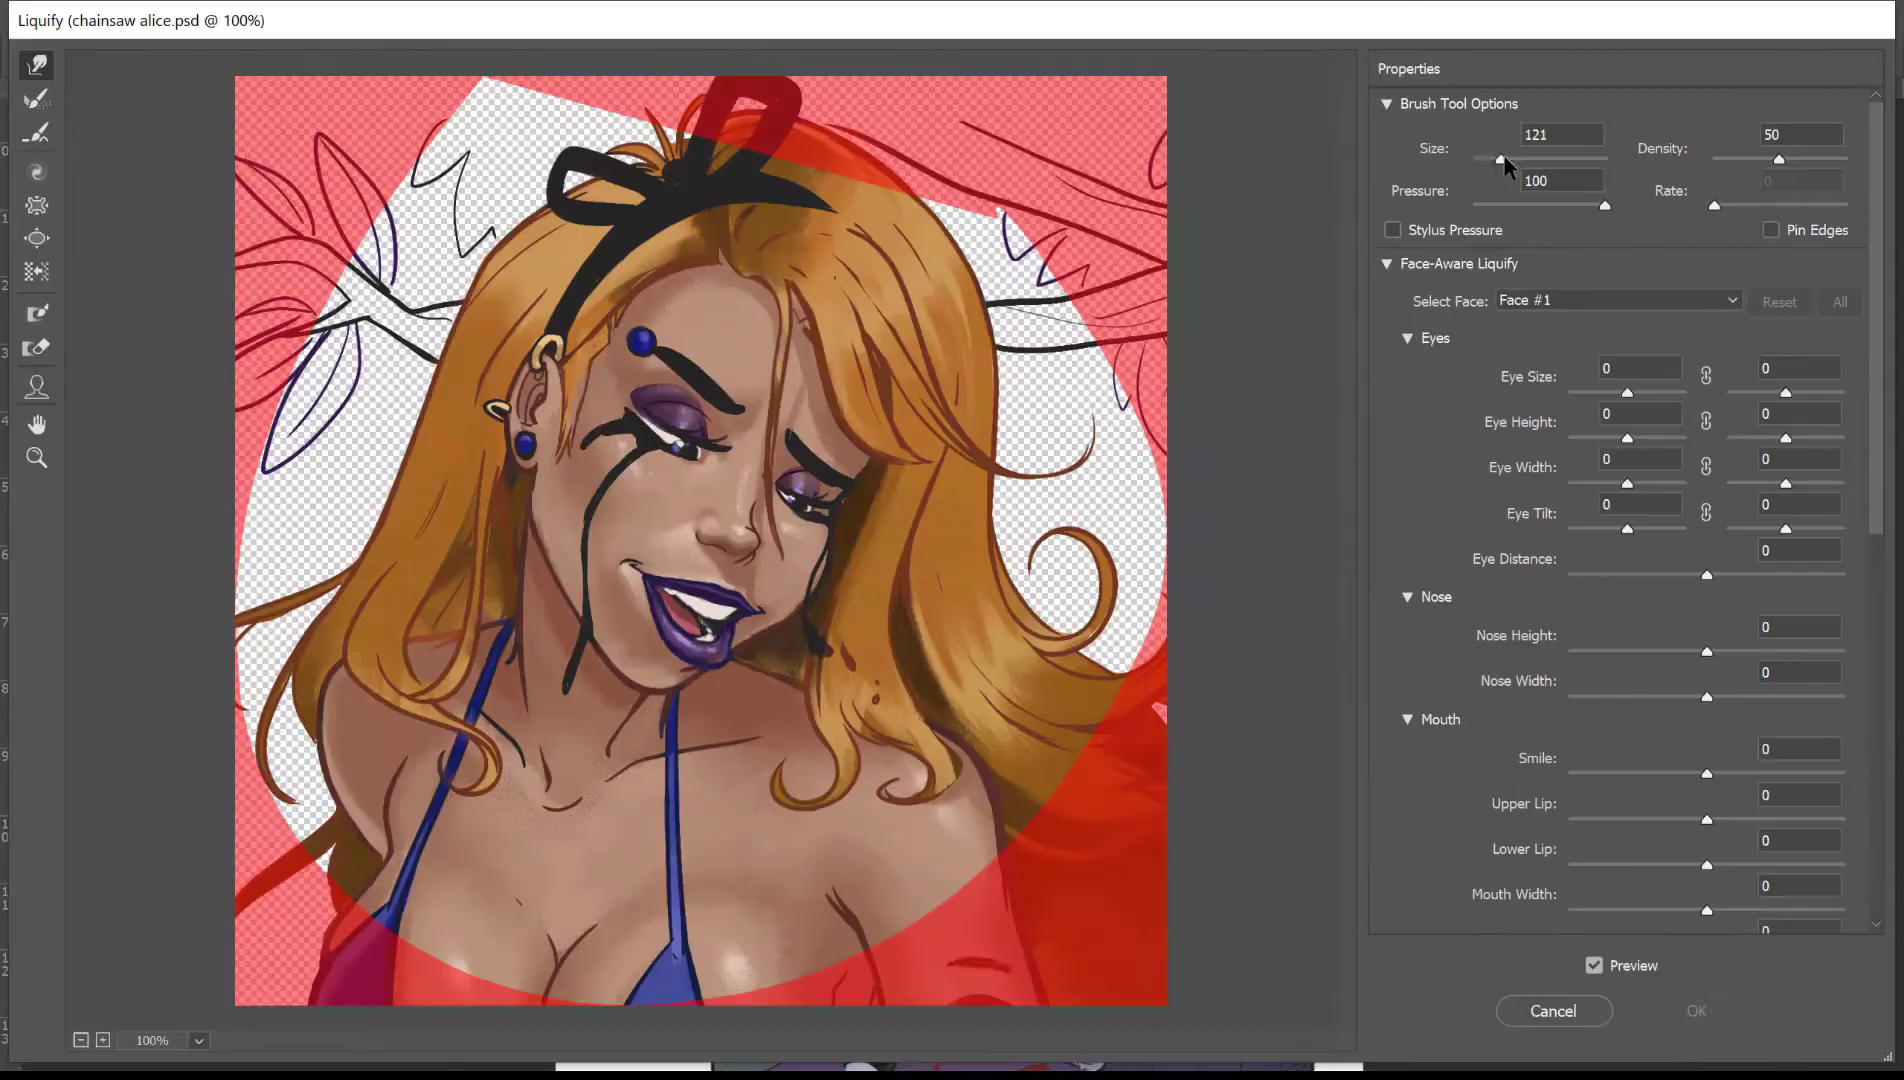 Liquify (chainsaw alice.psd @ 100%)
Properties
Brush Tool Options
Size: 121 Density: 50
Pressure: 100 Rate: 0
Stylus Pressure Pin Edges
Face-Aware Liquify
Select Face: Face #1 Reset All
Eyes
Eye Size: 0 0
Eye Height: 0 0
Eye Width: 0 0
Eye Tilt: 0 0
Eye Distance: 0
Nose
Nose Height: 0
Nose Width: 0
Mouth
Smile: 0
Upper Lip: 0
Lower Lip: 0
Mouth Width: 0
0
Preview
Cancel OK
100%